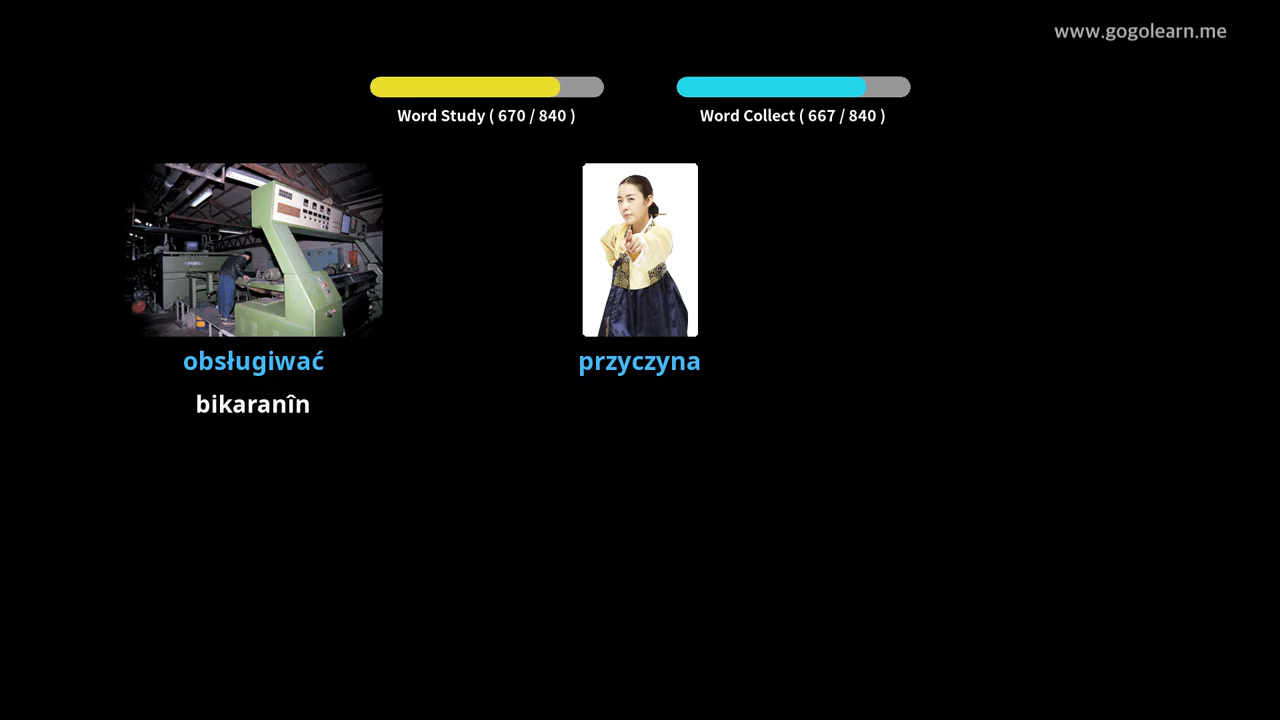 www.gogolearn.me
Word Study ( 670 / 840 )
Word Collect ( 667 / 840 )
obsługiwać
przyczyna
bikaranîn